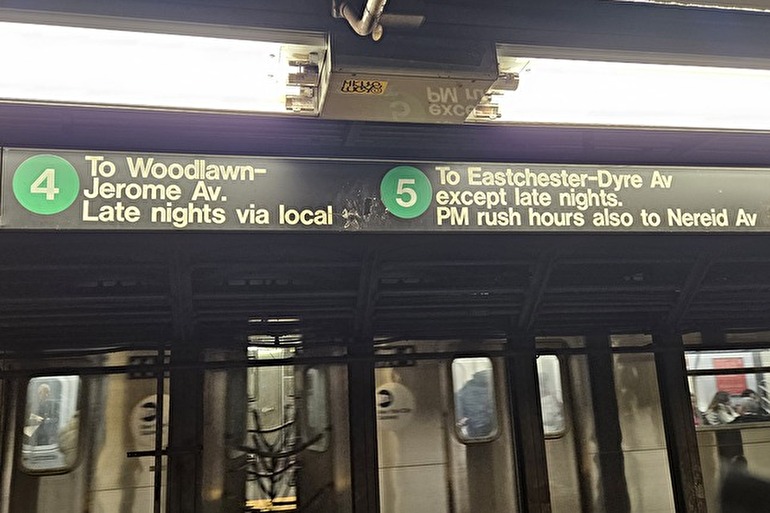 4
To Woodlawn-
Jerome Av.
Late nights via local
5
To Eastchester-Dyre Av
except late nights.
PM rush hours also to Nereid Av